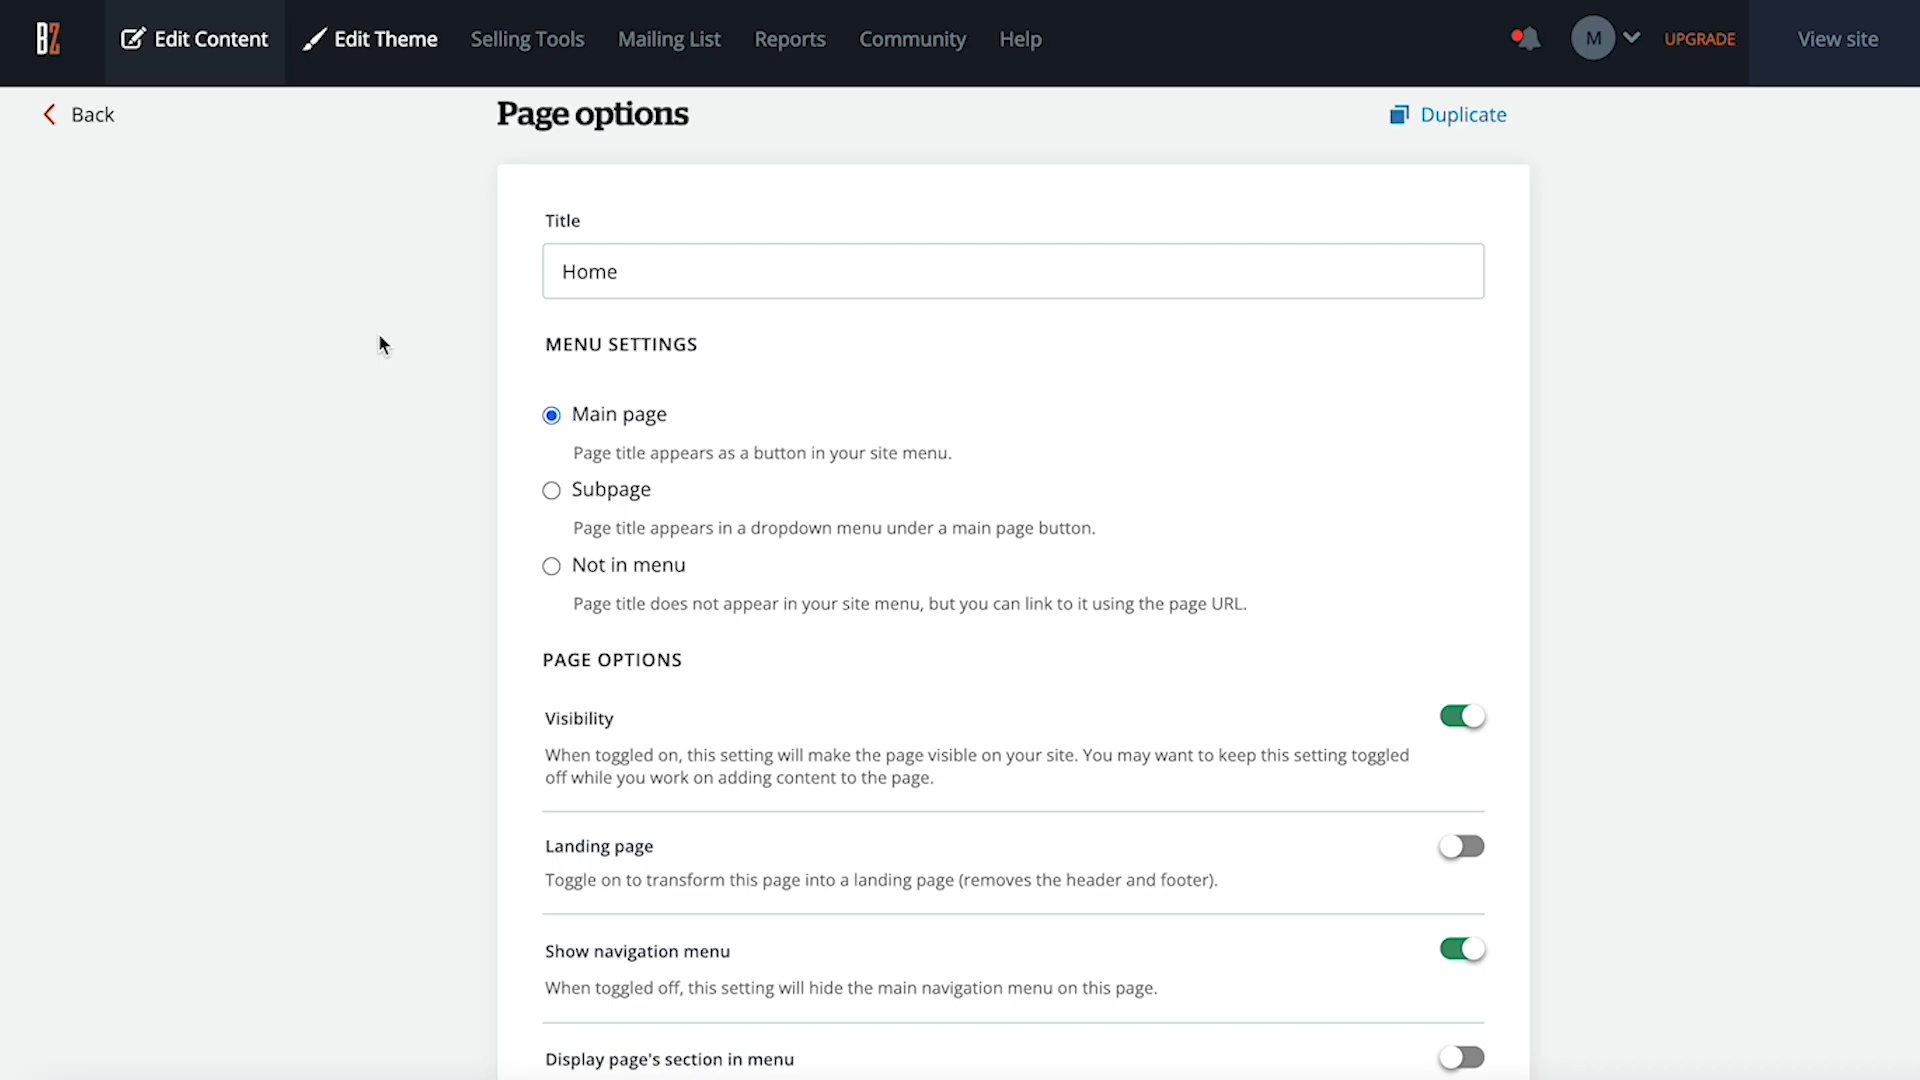 BZ
Edit Content
Edit Theme
Selling Tools
Mailing List
Reports
Community
Help
M
UPGRADE
View site
Back
Page options
Duplicate
Title
Home
MENU SETTINGS
Main page
Page title appears as a button in your site menu.
Subpage
Page title appears in a dropdown menu under a main page button.
Not in menu
Page title does not appear in your site menu, but you can link to it using the page URL.
PAGE OPTIONS
Visibility
When toggled on, this setting will make the page visible on your site. You may want to keep this setting toggled
off while you work on adding content to the page.
Landing page
Toggle on to transform this page into a landing page (removes the header and footer).
Show navigation menu
When toggled off, this setting will hide the main navigation menu on this page.
Display page's section in menu